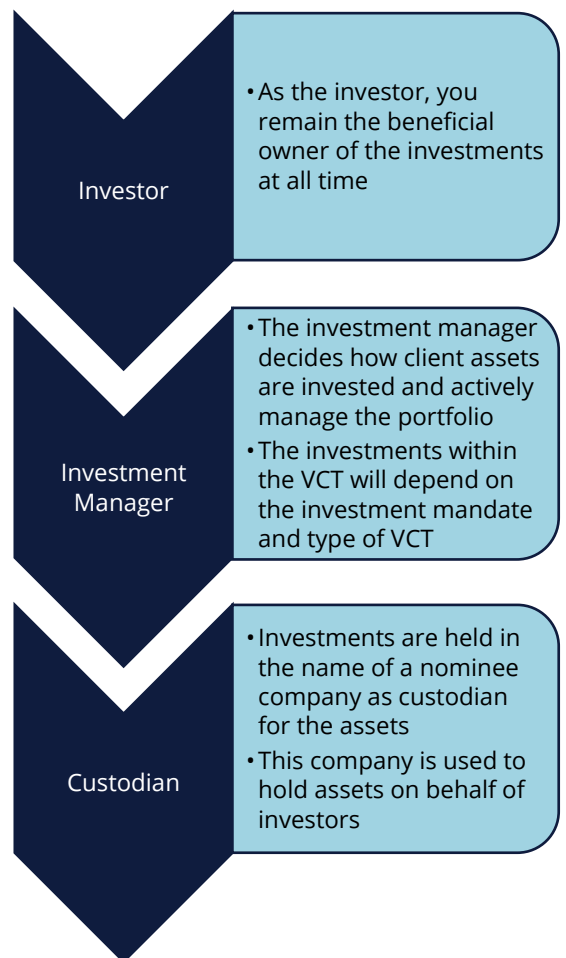 Investor
•As the investor, you
remain the beneficial
owner of the investments
at all time
Investment
Manager
•The investment manager
decides how client assets
are invested and actively
manage the portfolio
•The investments within
the VCT will depend on
the investment mandate
and type of VCT
Custodian
•Investments are held in
the name of a nominee
company as custodian
for the assets
•This company is used to
hold assets on behalf of
investors